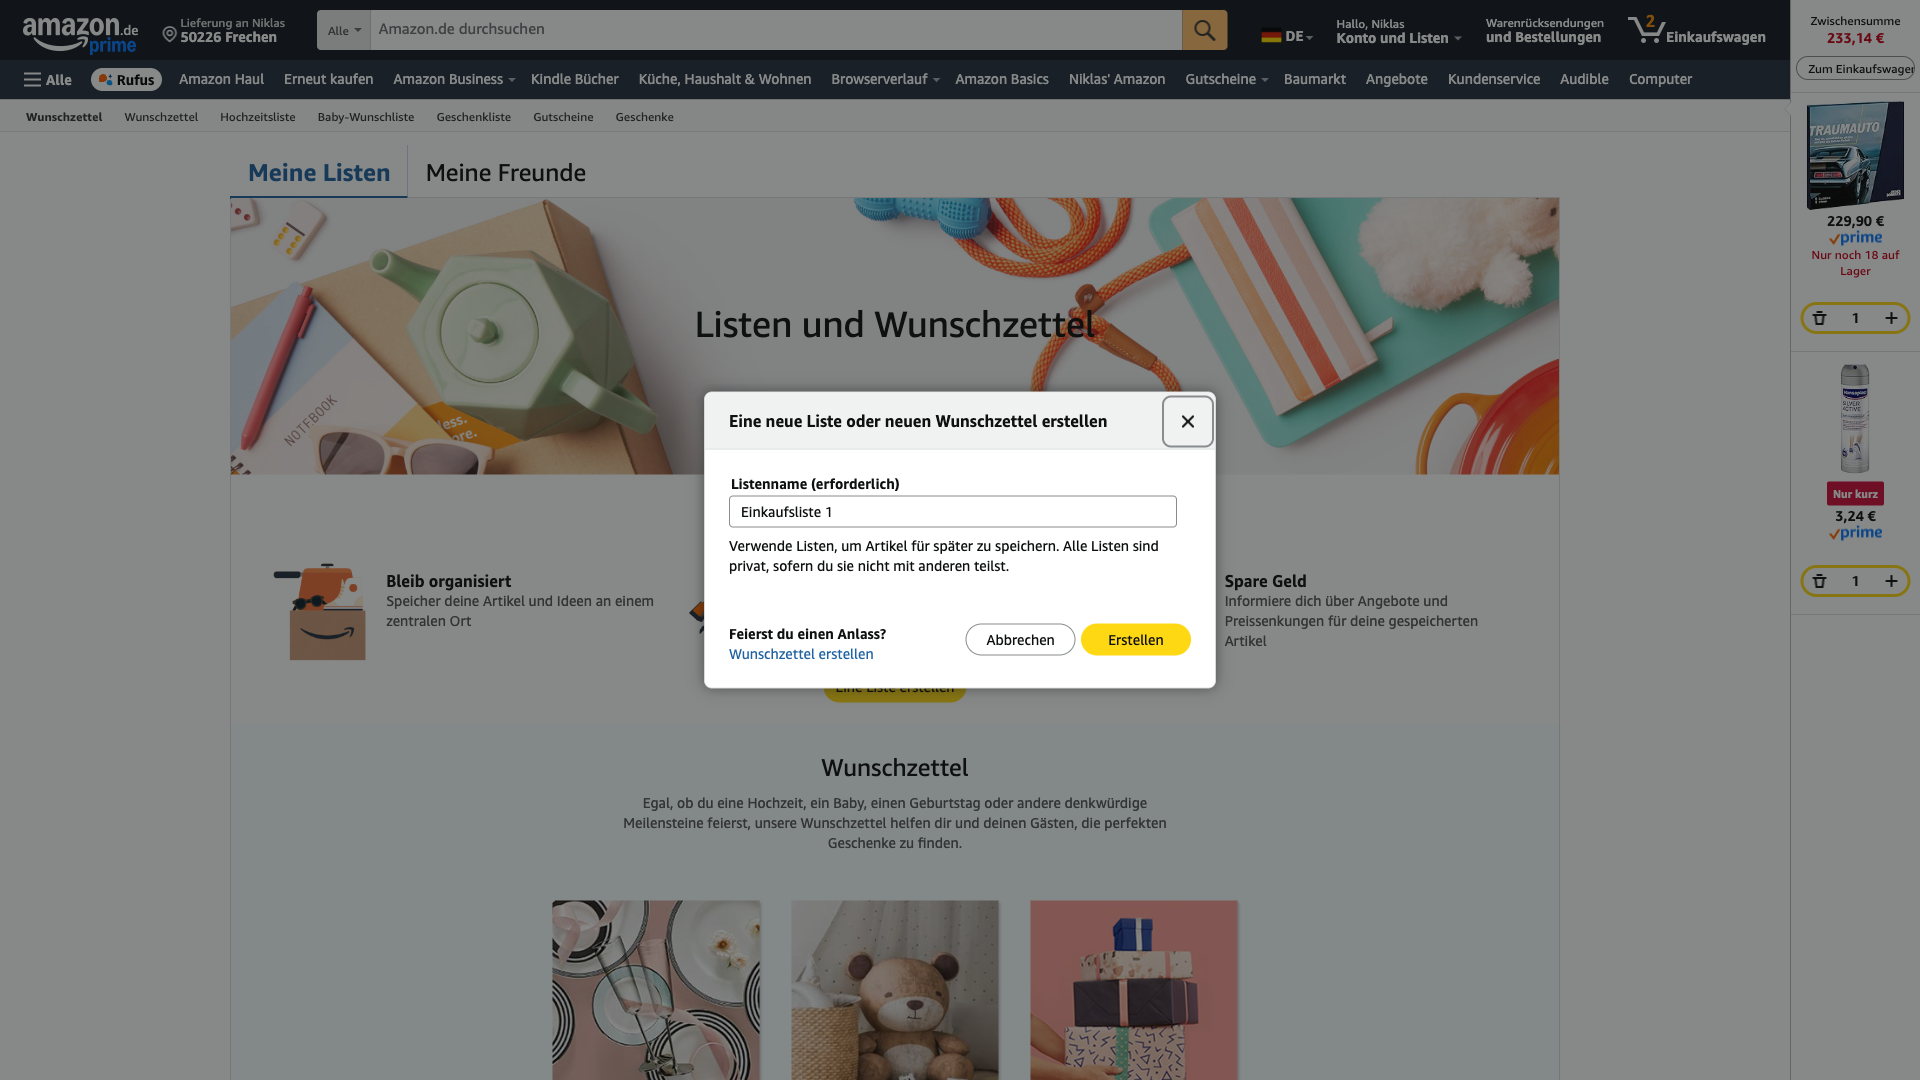 amazon.de
prime
Lieferung an Niklas
50226 Frechen
Alle
Amazon.de durchsuchen
DE
Hallo, Niklas
Konto und Listen
Warenrücksendungen
und Bestellungen
2
Einkaufswagen
Alle
Rufus
Amazon Haul
Erneut kaufen
Amazon Business
Kindle Bücher
Küche, Haushalt & Wohnen
Browserverlauf
Amazon Basics
Niklas' Amazon
Gutscheine
Baumarkt
Angebote
Kundenservice
Audible
Computer
Wunschzettel
Wunschzettel
Hochzeitsliste
Baby-Wunschliste
Geschenkliste
Gutscheine
Geschenke
Meine Listen
Meine Freunde
Listen und Wunschzettel
NOTEBOOK
less.
Eine neue Liste oder neuen Wunschzettel erstellen
Listenname (erforderlich)
Einkaufsliste 1
Verwende Listen, um Artikel für später zu speichern. Alle Listen sind
privat, sofern du sie nicht mit anderen teilst.
Feierst du einen Anlass?
Wunschzettel erstellen
Abbrechen
Erstellen
Bleib organisiert
Speicher deine Artikel und Ideen an einem
zentralen Ort
Spare Geld
Informiere dich über Angebote und
Preissenkungen für deine gespeicherten
Artikel
Eine Liste erstellen
Wunschzettel
Egal, ob du eine Hochzeit, ein Baby, einen Geburtstag oder andere denkwürdige
Meilensteine feierst, unsere Wunschzettel helfen dir und deinen Gästen, die perfekten
Geschenke zu finden.
Zwischensumme
233,14 €
Zum Einkaufswagen
TRAUMAUTO
229,90 €
prime
Nur noch 18 auf
Lager
1
SILVER
ACTIVE
Nur kurz
3,24 €
prime
1